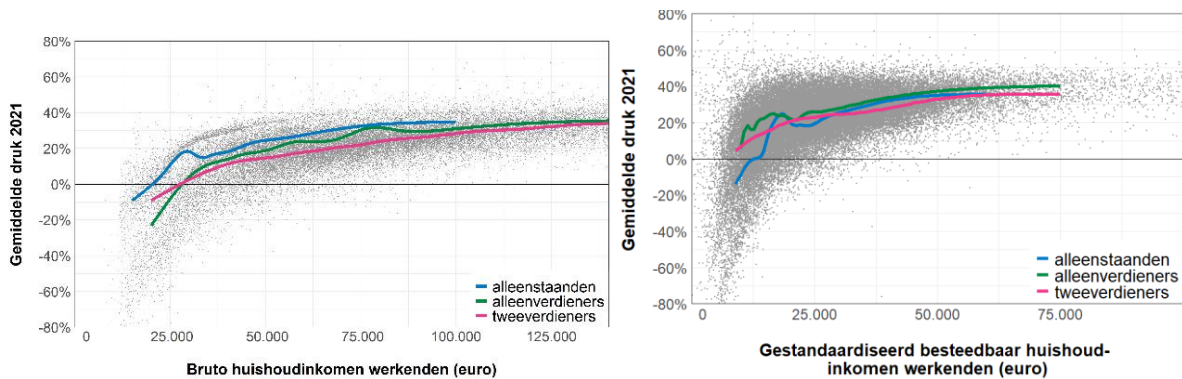 Gemiddelde druk 2021
80%
60%
40%
20%
0%
-20%
-40%
-60%
-80%
0
25.000
50.000
75.000
100.000
125.000
alleenstaanden
alleenverdieners
tweeverdieners
Bruto huishoudinkomen werkenden (euro)
Gemiddelde druk 2021
80%
60%
40%
20%
0%
-20%
-40%
-60%
-80%
0
25.000
50.000
75.000
alleenstaanden
alleenverdieners
tweeverdieners
Gestandaardiseerd besteedbaar huishoud-
inkomen werkenden (euro)